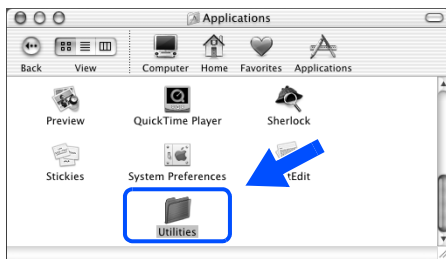 Applications
Back View Computer Home Favorites Applications
Preview QuickTime Player Sherlock
Stickies System Preferences tEdit
Utilities